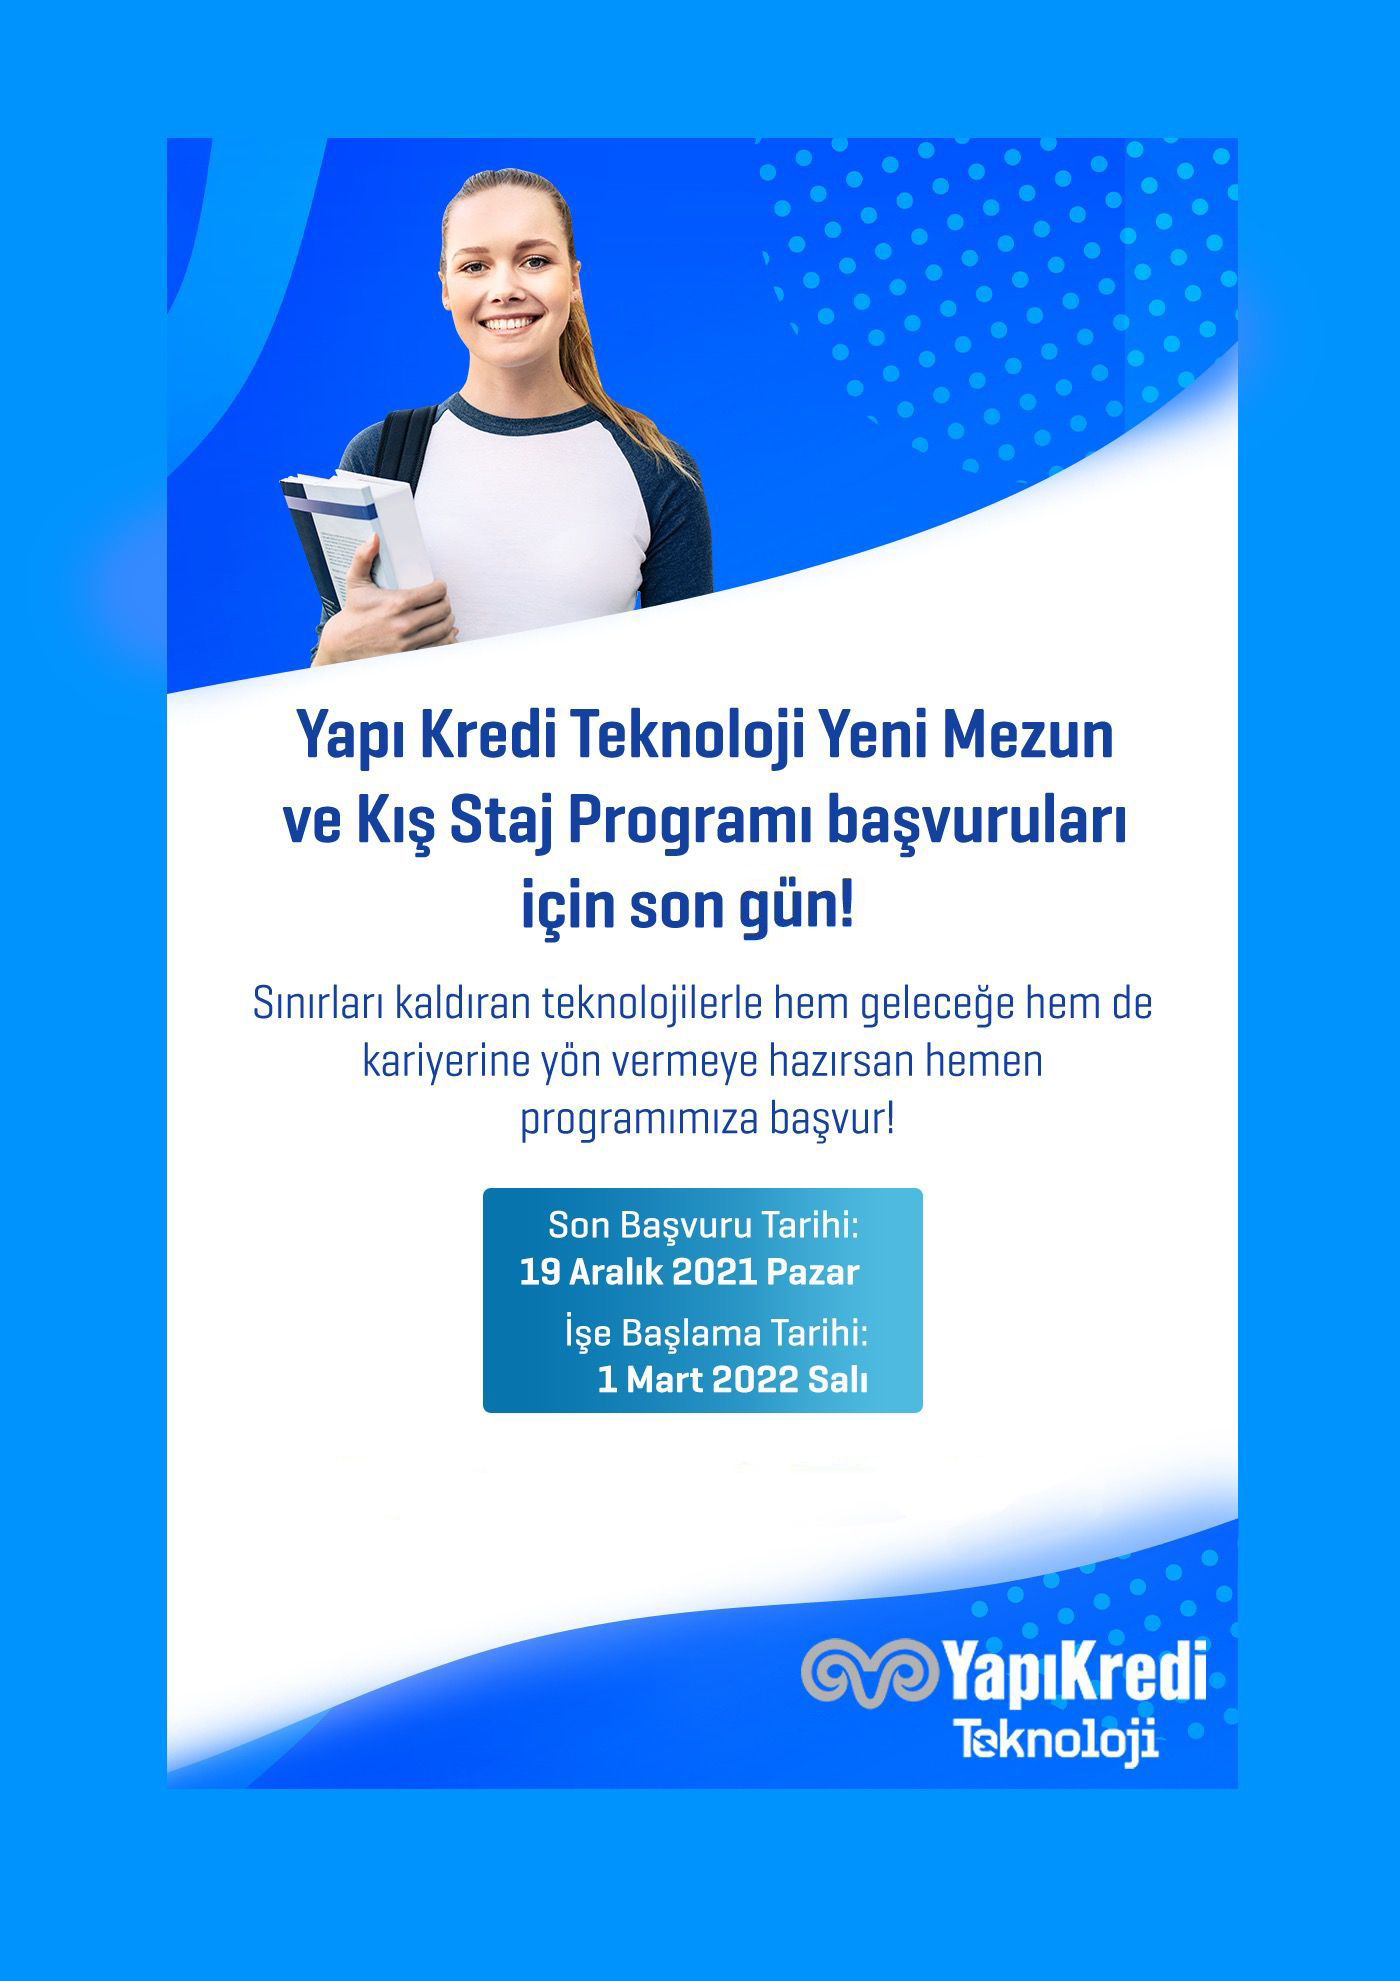 Yapı Kredi Teknoloji Yeni Mezun
ve Kış Staj Programı başvuruları
için son gün!
Sınırları kaldıran teknolojilerle hem geleceğe hem de
kariyerine yön vermeye hazırsan hemen
programımıza başvur!
Son Başvuru Tarihi:
19 Aralık 2021 Pazar
İşe Başlama Tarihi:
1 Mart 2022 Salı
YapıKredi
Teknoloji